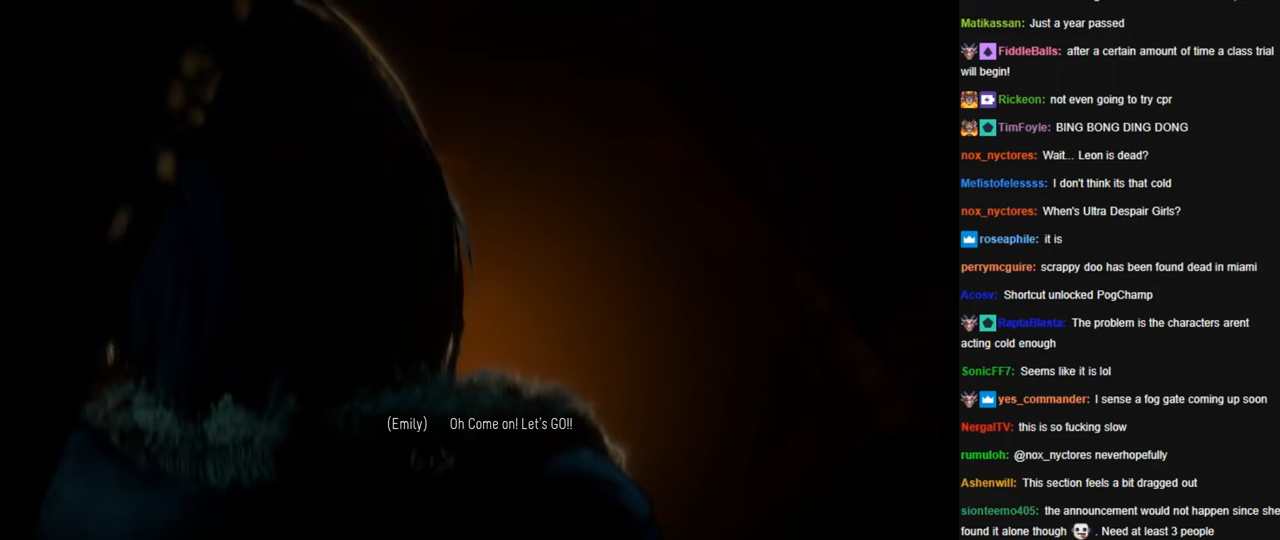 (Emily) Oh Come on! Let's GO!!
Matikassan: Just a year passed
FiddleBalls: after a certain amount of time a class trial
will begin!
Rickeon: not even going to try cpr
TimFoyle: BING BONG DING DONG
nox_nyctores: Wait... Leon is dead?
Mefistofelessss: I don't think its that cold
nox_nyctores: When's Ultra Despair Girls?
roseaphile: it is
perrymcguire: scrappy doo has been found dead in miami
Acosv: Shortcut unlocked PogChamp
RaptaBlasta: The problem is the characters arent
acting cold enough
SonicFF7: Seems like it is lol
yes_commander: I sense a fog gate coming up soon
NergalTV: this is so fucking slow
rumuloh: @nox_nyctores neverhopefully
Ashenwill: This section feels a bit dragged out
sionteemo405: the announcement would not happen since she
found it alone though . Need at least 3 people